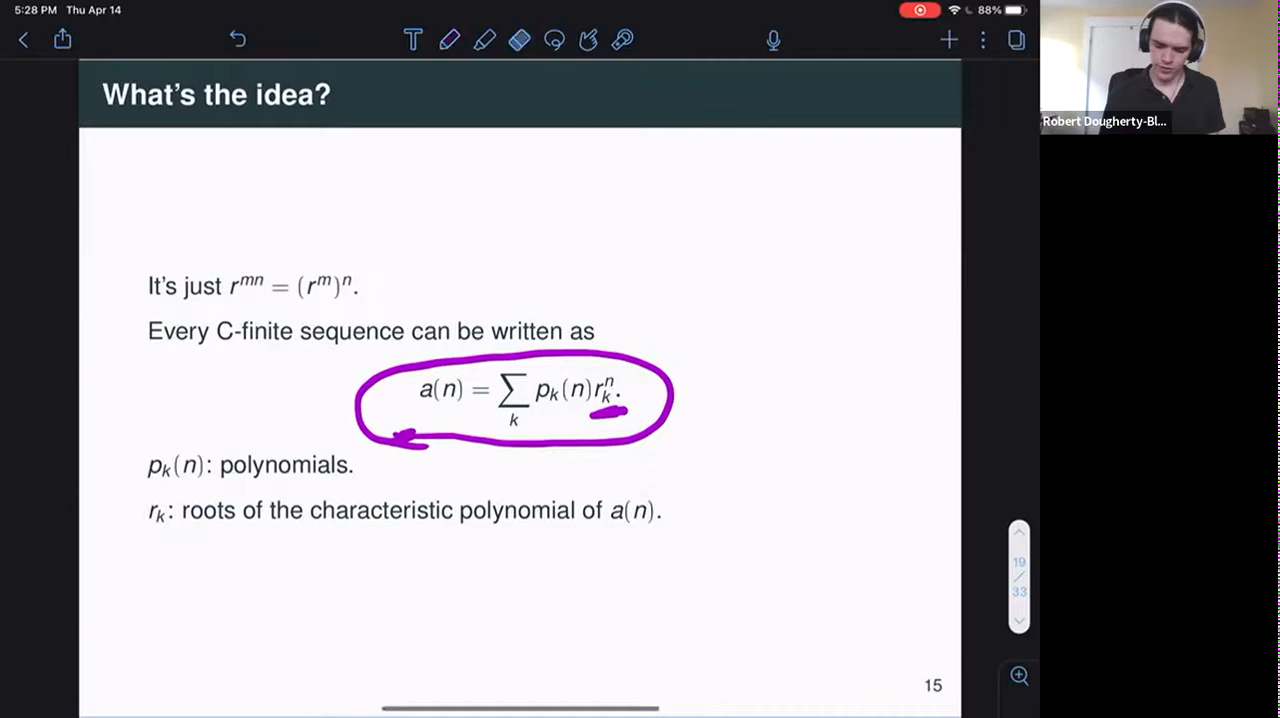 5:28 PM Thu Apr 14
88%
What's the idea?
It's just r^{mn} = (r^m)^n.
Every C-finite sequence can be written as
a(n) = ∑_k p_k(n)r_k^n.
p_k(n): polynomials.
r_k: roots of the characteristic polynomial of a(n).
15
19
/
33
Robert Dougherty-Bl...